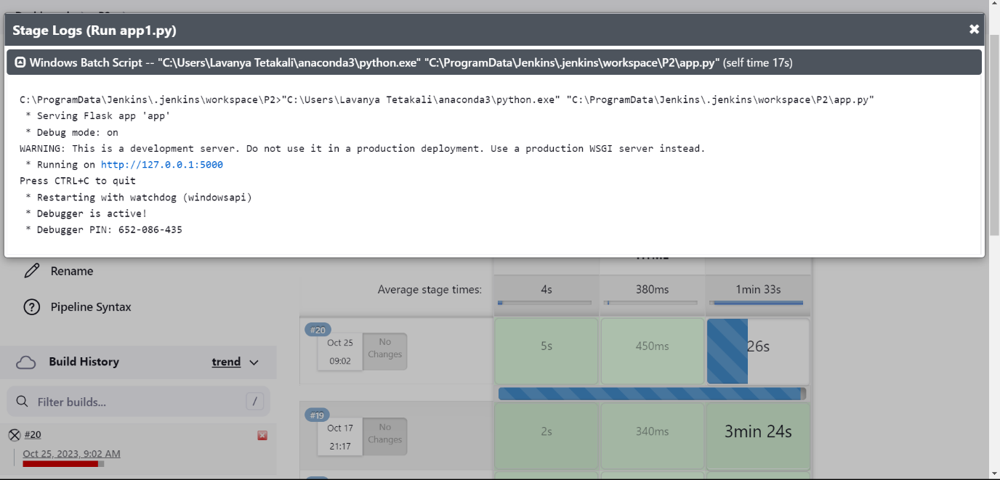 Stage Logs (Run app1.py)
Windows Batch Script -- "C:\Users\Lavanya Tetakali\anaconda3\python.exe" "C:\ProgramData\Jenkins\.jenkins\workspace\P2\app.py" (self time 17s)
C:\ProgramData\Jenkins\.jenkins\workspace\P2>"C:\Users\Lavanya Tetakali\anaconda3\python.exe" "C:\ProgramData\Jenkins\.jenkins\workspace\P2\app.py"
* Serving Flask app 'app'
* Debug mode: on
WARNING: This is a development server. Do not use it in a production deployment. Use a production WSGI server instead.
* Running on http://127.0.0.1:5000
Press CTRL+C to quit
* Restarting with watchdog (windowsapi)
* Debugger is active!
* Debugger PIN: 652-086-435
Rename
Pipeline Syntax
Build History
trend
Filter builds...
/
#20
Oct 25, 2023, 9:02 AM
Average stage times:
4s
380ms
1min 33s
#20
Oct 25
09:02
No
Changes
5s
450ms
26s
#19
Oct 17
21:17
No
Changes
2s
340ms
3min 24s